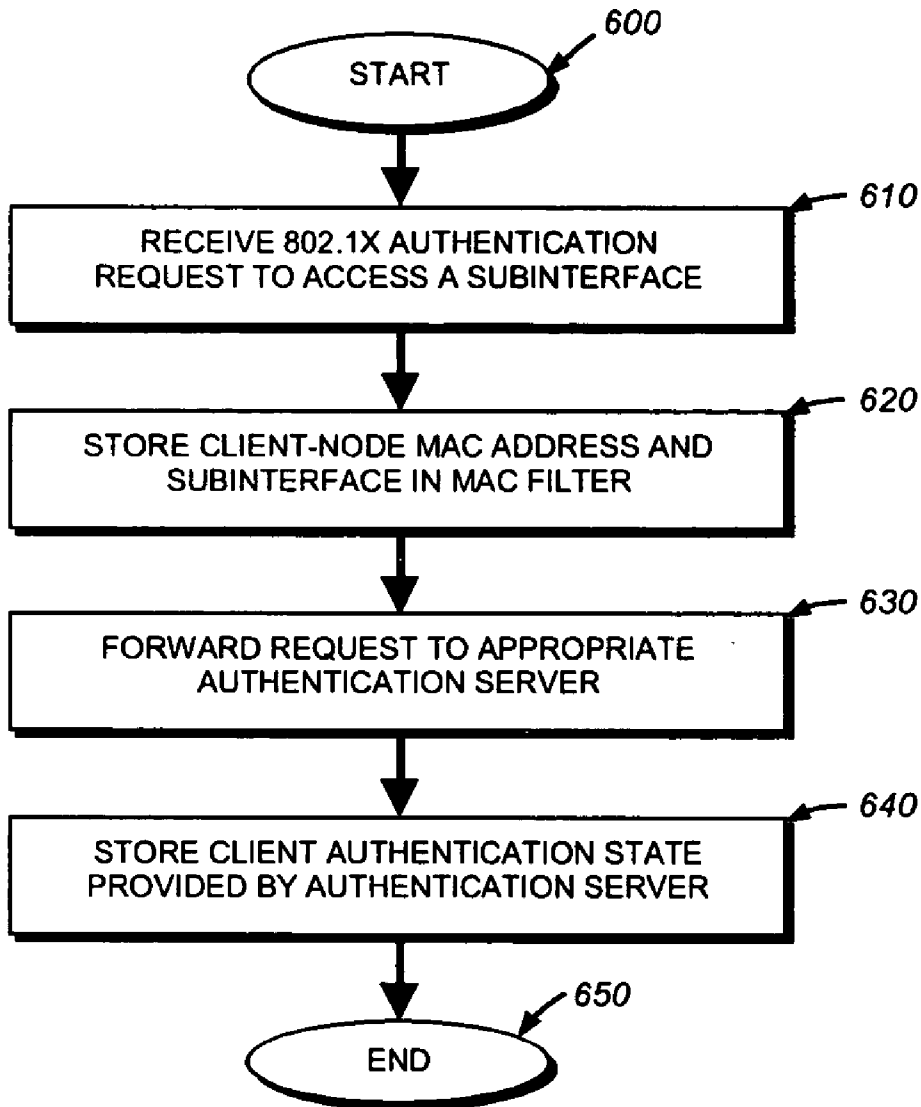 600
START
610
RECEIVE 802.1X AUTHENTICATION
REQUEST TO ACCESS A SUBINTERFACE
620
STORE CLIENT-NODE MAC ADDRESS AND
SUBINTERFACE IN MAC FILTER
630
FORWARD REQUEST TO APPROPRIATE
AUTHENTICATION SERVER
640
STORE CLIENT AUTHENTICATION STATE
PROVIDED BY AUTHENTICATION SERVER
650
END